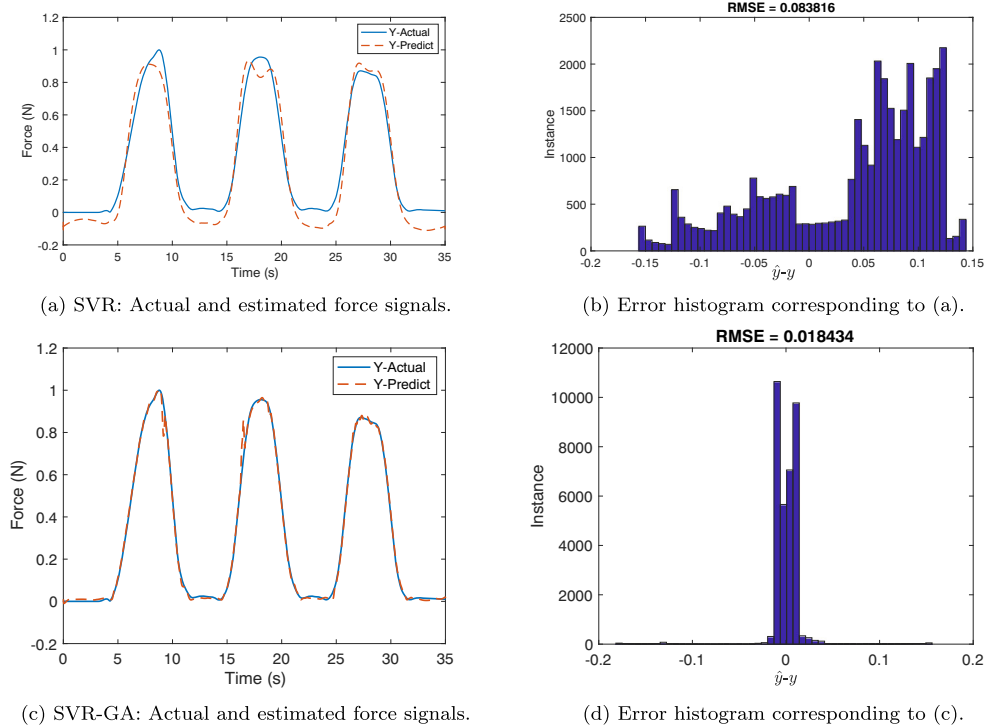 Y-Actual
Y-Predict
Force (N)
1.2
1
0.8
0.6
0.4
0.2
0
-0.2
0 5 10 15 20 25 30 35
Time (s)
(a) SVR: Actual and estimated force signals.
RMSE = 0.083816
Instance
2500
2000
1500
1000
500
0
-0.2 -0.15 -0.1 -0.05 0 0.05 0.1 0.15
ŷ-y
(b) Error histogram corresponding to (a).
Y-Actual
Y-Predict
Force (N)
1.2
1
0.8
0.6
0.4
0.2
0
-0.2
0 5 10 15 20 25 30 35
Time (s)
(c) SVR-GA: Actual and estimated force signals.
RMSE = 0.018434
Instance
12000
10000
8000
6000
4000
2000
0
-0.2 -0.1 0 0.1 0.2
ŷ-y
(d) Error histogram corresponding to (c).